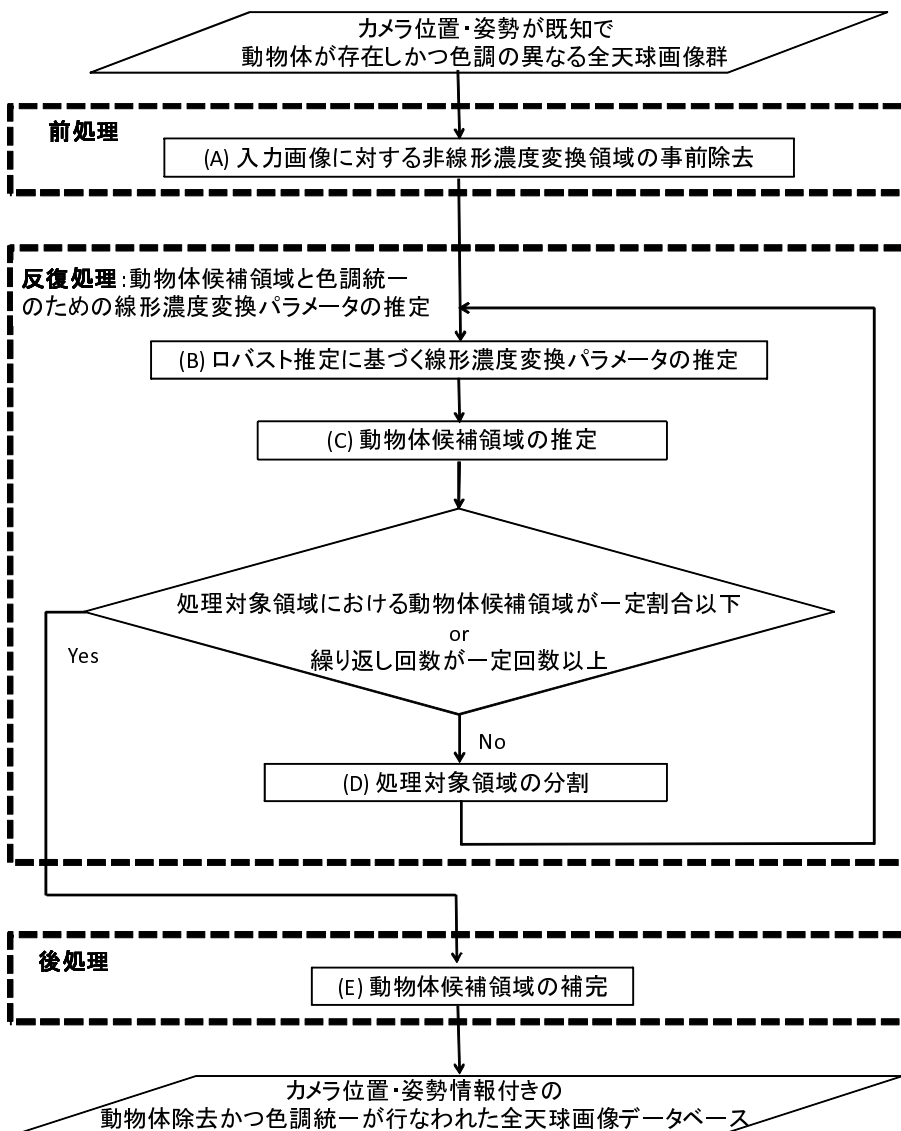 カメラ位置・姿勢が既知で
動物体が存在しかつ色調の異なる全天球画像群
前処理
(A) 入力画像に対する非線形濃度変換領域の事前除去
反復処理:動物体候補領域と色調統一
のための線形濃度変換パラメータの推定
(B) ロバスト推定に基づく線形濃度変換パラメータの推定
(C) 動物体候補領域の推定
処理対象領域における動物体候補領域が一定割合以下
or
繰り返し回数が一定回数以上
Yes
No
(D) 処理対象領域の分割
後処理
(E) 動物体候補領域の補完
カメラ位置・姿勢情報付きの
動物体除去かつ色調統一が行なわれた全天球画像データベース